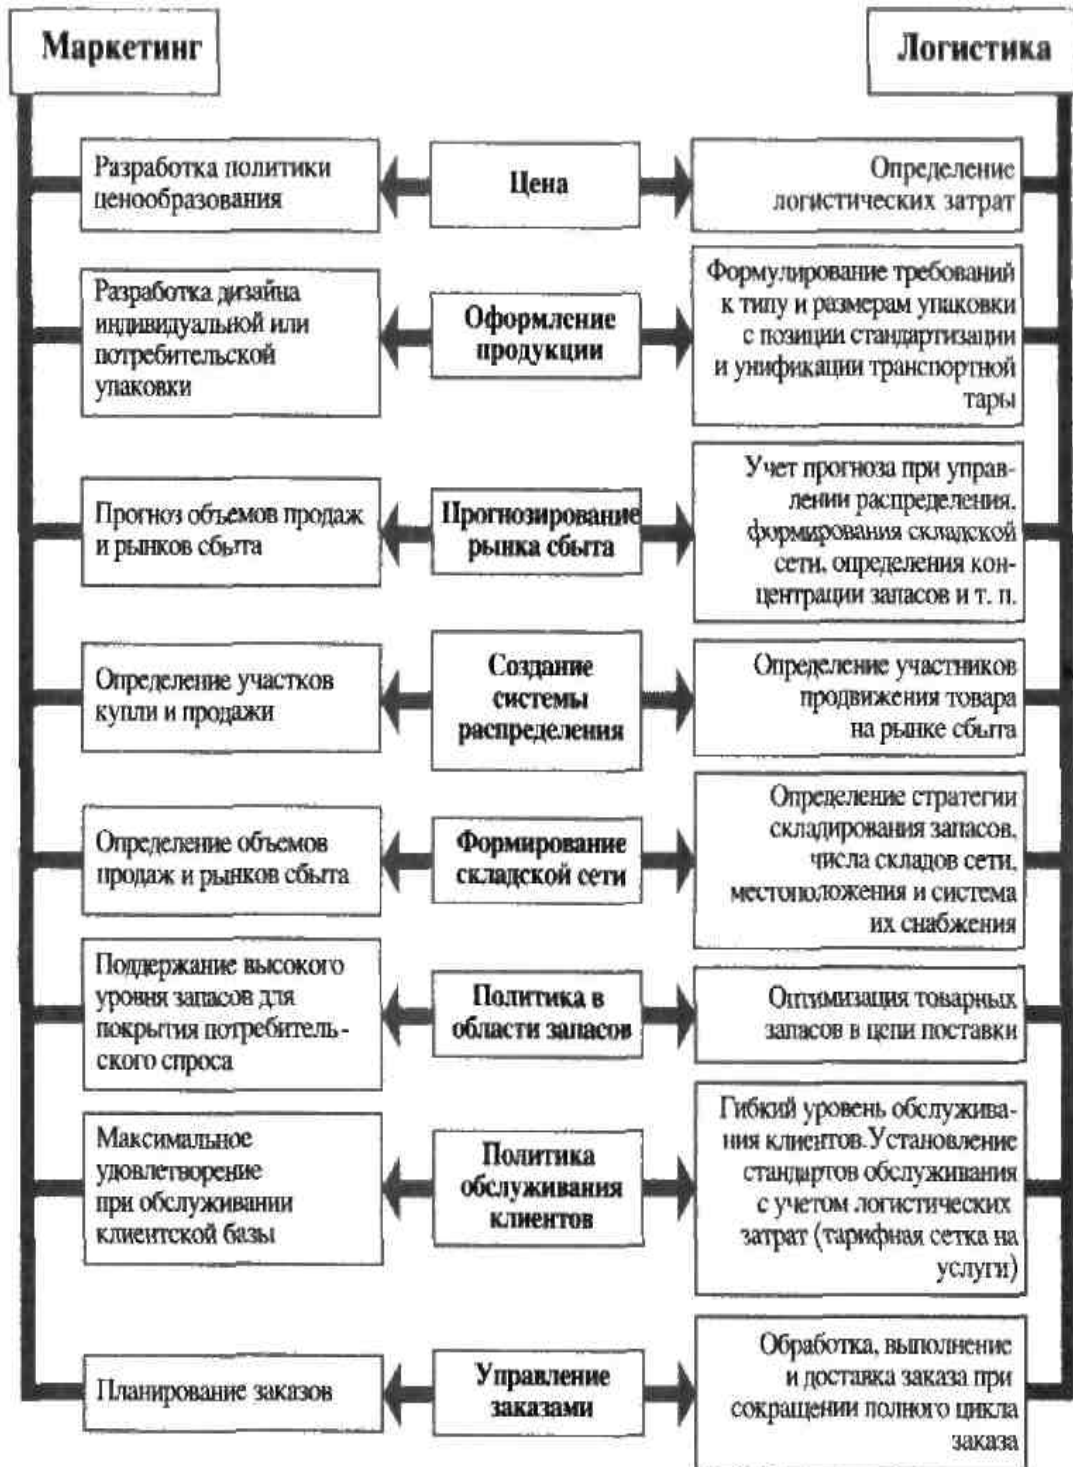 Маркетинг
Логистика
Разработка политики
ценообразования
Цена
Определение
логистических затрат
Разработка дизайна
индивидуальной или
потребительской
упаковки
Оформление
продукции
Формулирование требований
к типу и размерам упаковки
с позиции стандартизации
и унификации транспортной
тары
Прогноз объемов продаж
и рынков сбыта
Прогнозирование
рынка сбыта
Учет прогноза при управ-
лении распределения,
формирования складской
сети, определения кон-
центрации запасов и т. п.
Определение участков
купли и продажи
Создание
системы
распределения
Определение участников
продвижения товара
на рынке сбыта
Определение объемов
продаж и рынков сбыта
Формирование
складской сети
Определение стратегии
складирования запасов,
числа складов сети,
местоположения и система
их снабжения
Поддержание высокого
уровня запасов для
покрытия потребитель-
ского спроса
Политика в
области запасов
Оптимизация товарных
запасов в цепи поставки
Максимальное
удовлетворение
при обслуживании
клиентской базы
Политика
обслуживания
клиентов
Гибкий уровень обслужива-
ния клиентов. Установление
стандартов обслуживания
с учетом логистических
затрат (тарифная сетка на
услуги)
Планирование заказов
Управление
заказами
Обработка, выполнение
и доставка заказа при
сокращении полного цикла
заказа